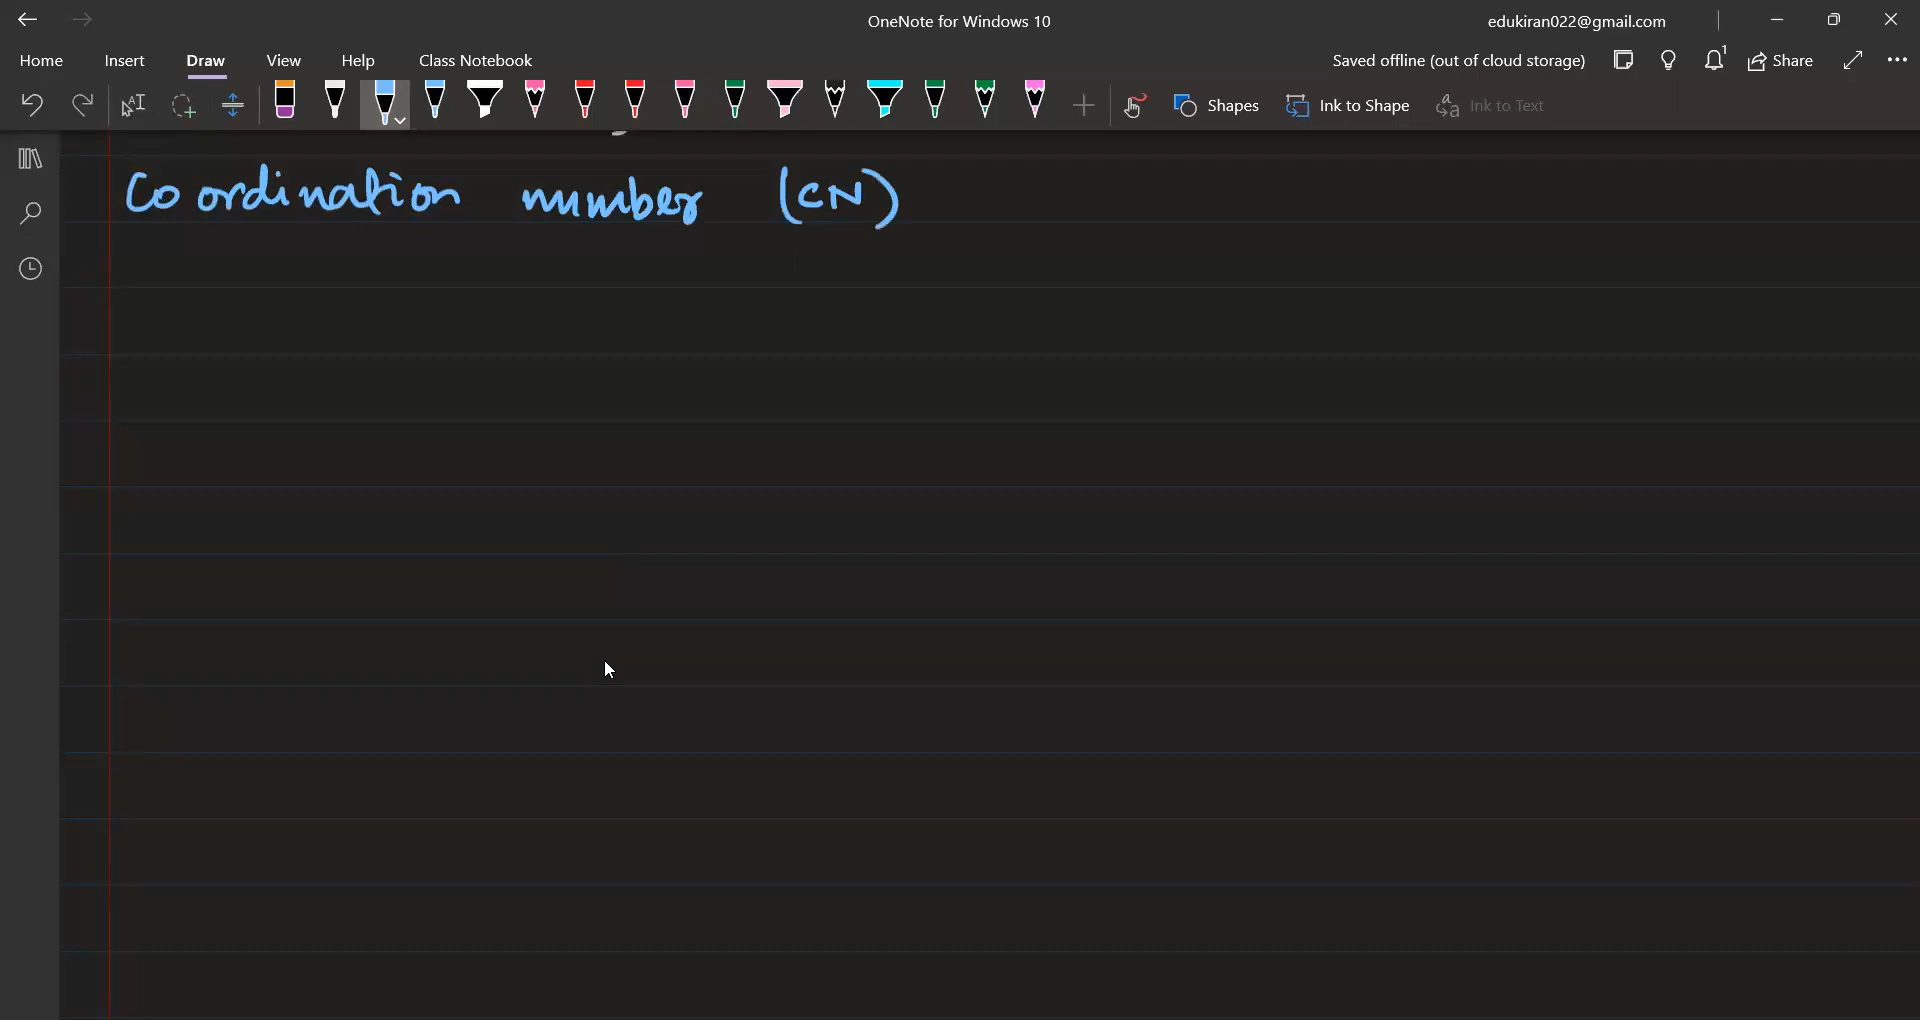 OneNote for Windows 10
edukiran022@gmail.com
Home Insert Draw View Help Class Notebook
Saved offline (out of cloud storage)
1
Share
Shapes
Ink to Shape
Ink to Text
Co ordination number (CN)